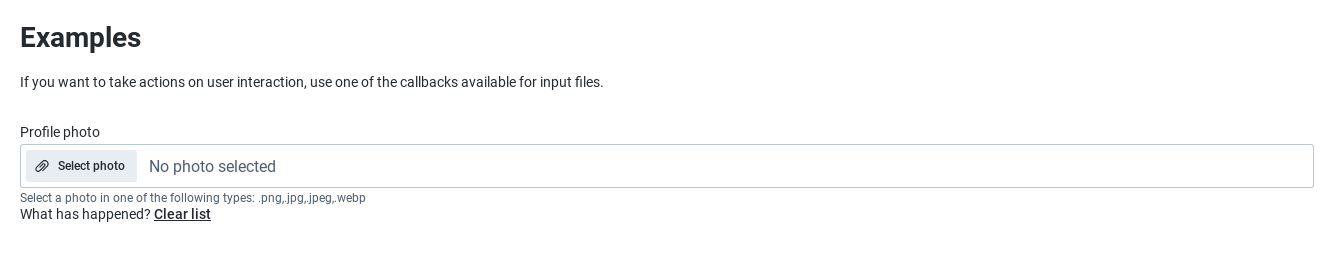 Examples
If you want to take actions on user interaction, use one of the callbacks available for input files.
Profile photo
Select photo No photo selected
Select a photo in one of the following types: .png,.jpg,.jpeg,.webp
What has happened? Clear list